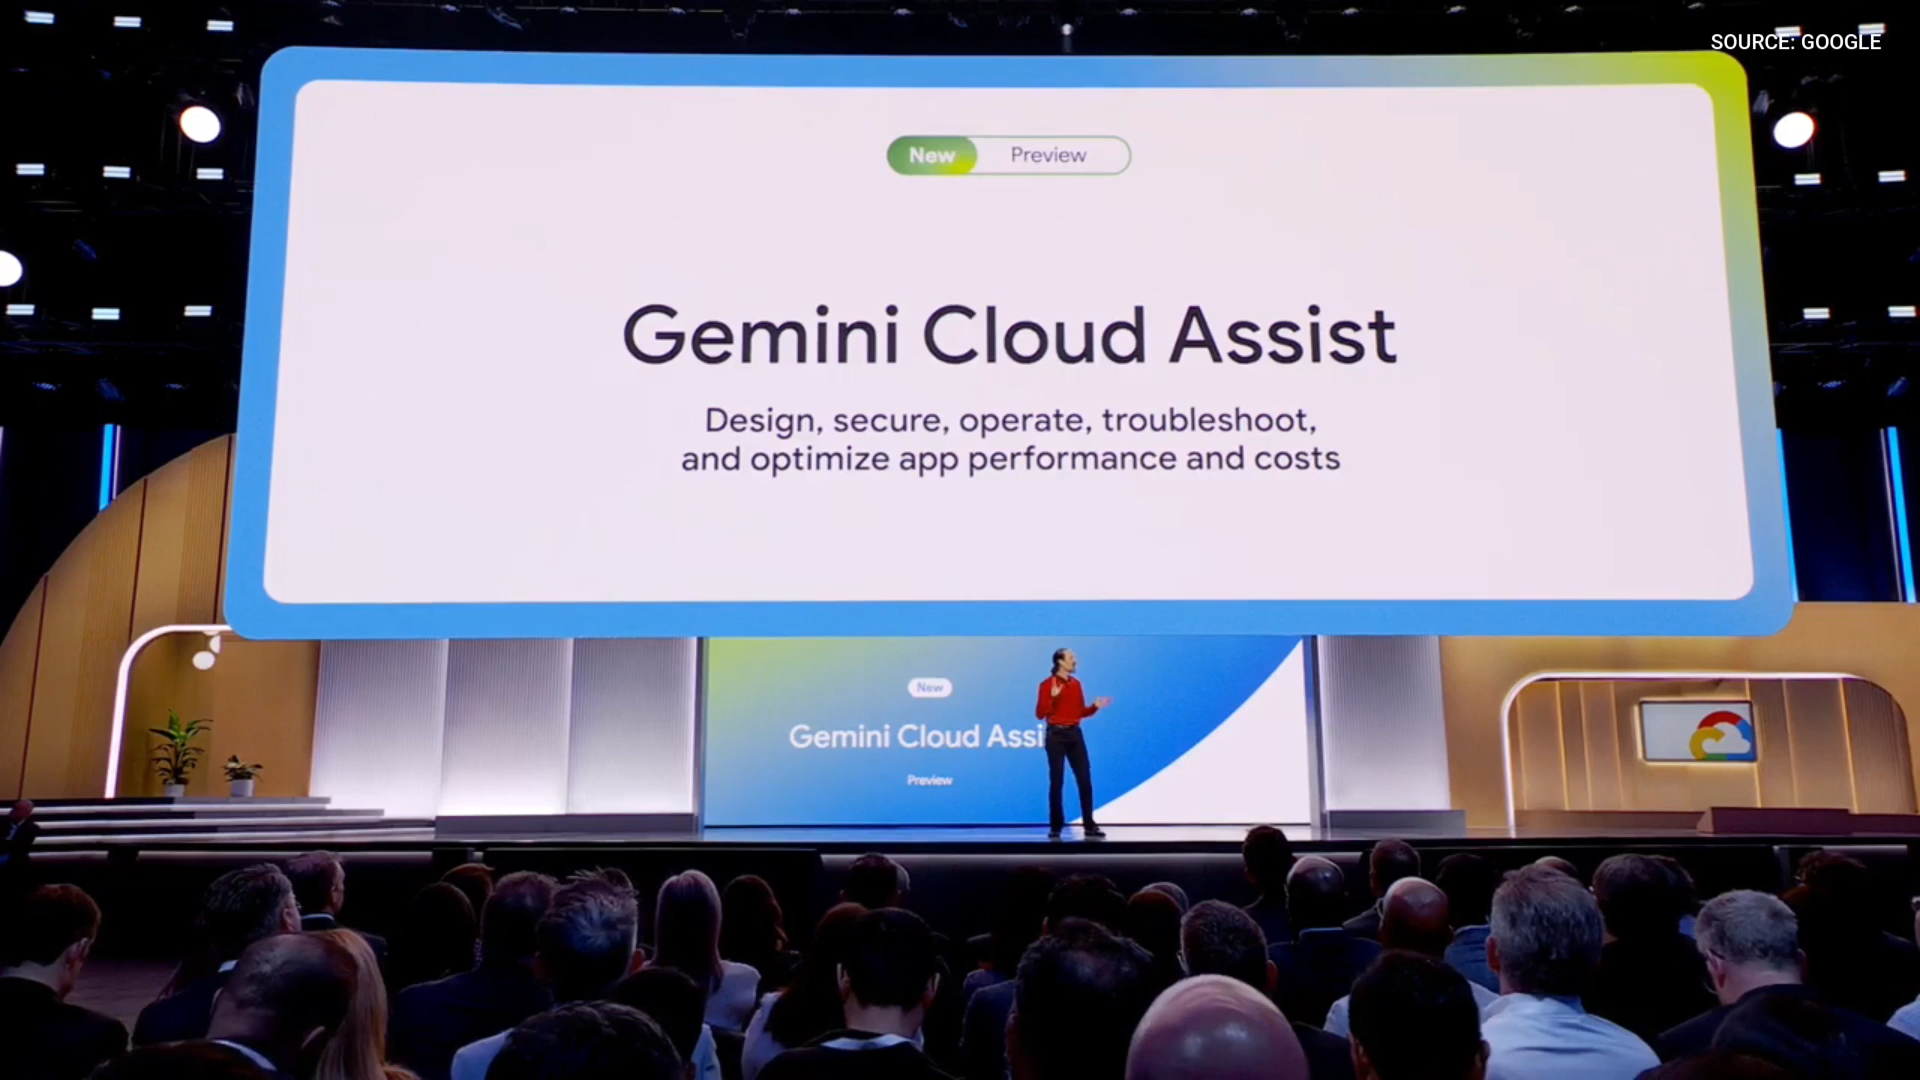 SOURCE: GOOGLE
New Preview
Gemini Cloud Assist
Design, secure, operate, troubleshoot,
and optimize app performance and costs
New
Gemini Cloud Assi
Preview